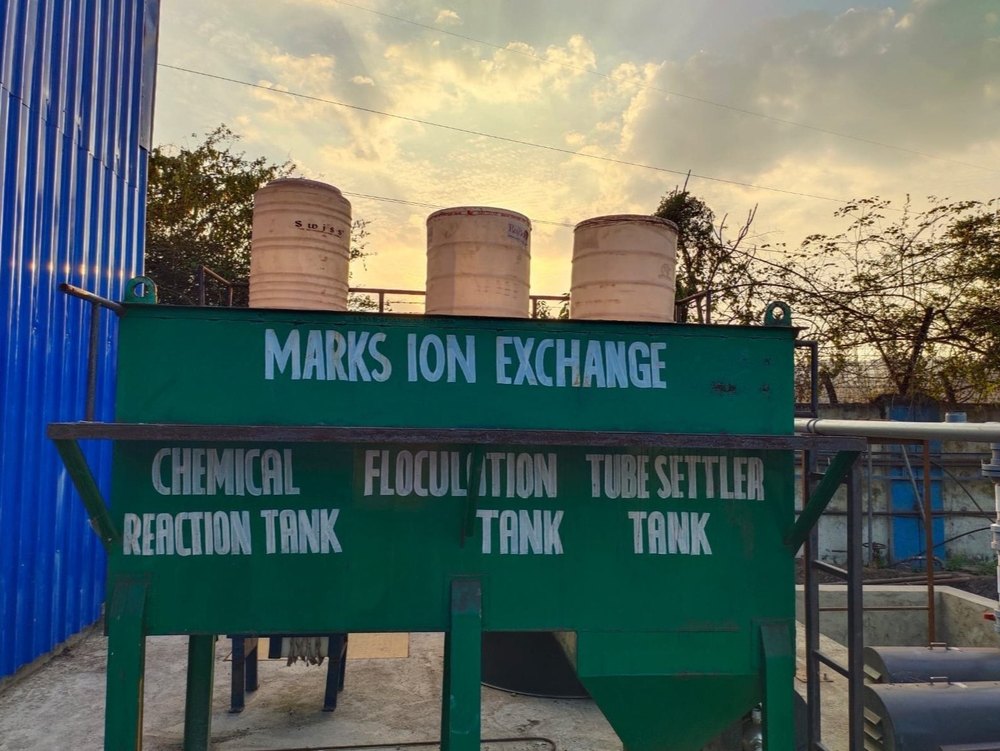 Swiss
MARKS ION EXCHANGE
CHEMICAL
REACTION TANK
FLOCULATION
TANK
TUBE SETTLER
TANK